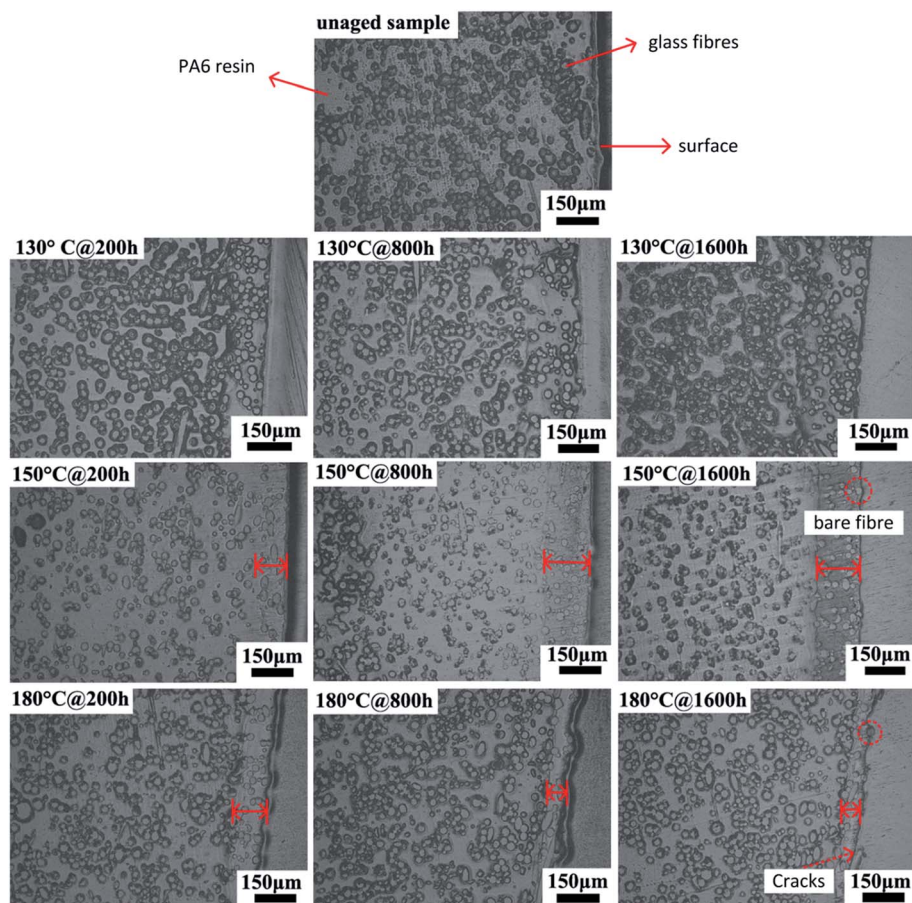 unaged sample
glass fibres
PA6 resin
surface
150μm
130° C@200h
130°C@800h
130°C@1600h
150μm
150μm
150μm
150°C@200h
150°C@800h
150°C@1600h
bare fibre
150μm
150μm
150μm
180°C@200h
180°C@800h
180°C@1600h
Cracks
150μm
150μm
150μm